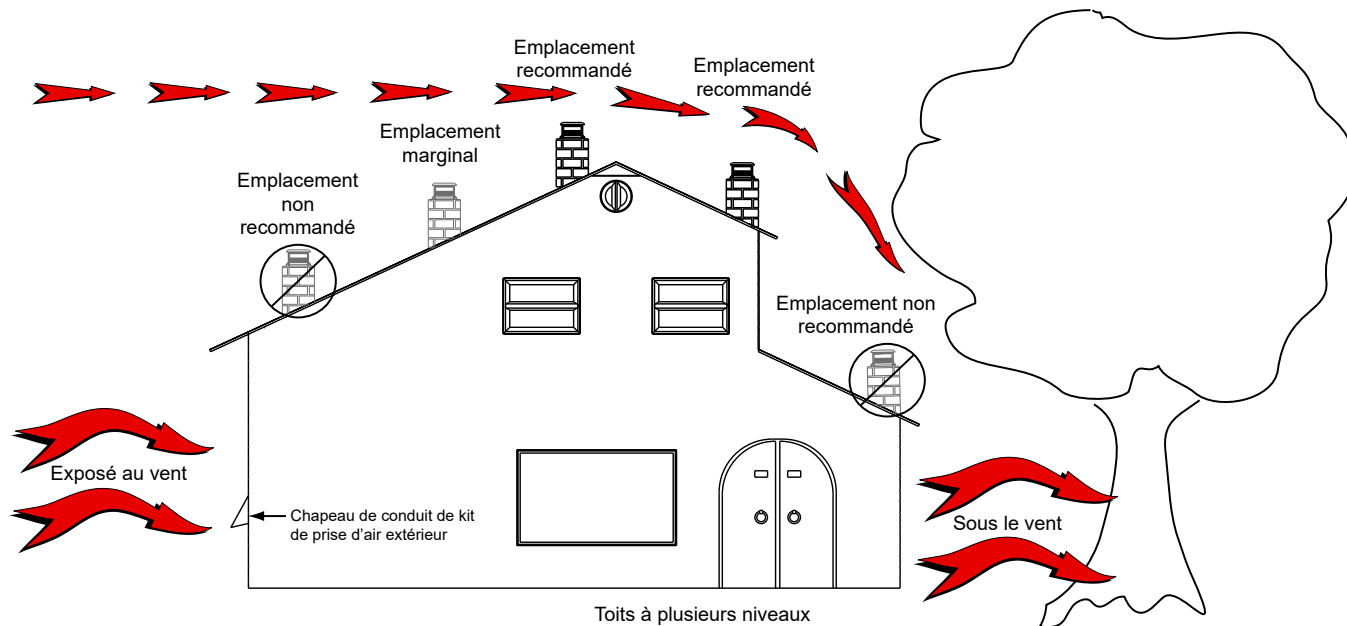 Emplacement
recommandé
Emplacement
recommandé
Emplacement
marginal
Emplacement
non
recommandé
Emplacement non
recommandé
Exposé au vent
Chapeau de conduit de kit
de prise d'air extérieur
Sous le vent
Toits à plusieurs niveaux